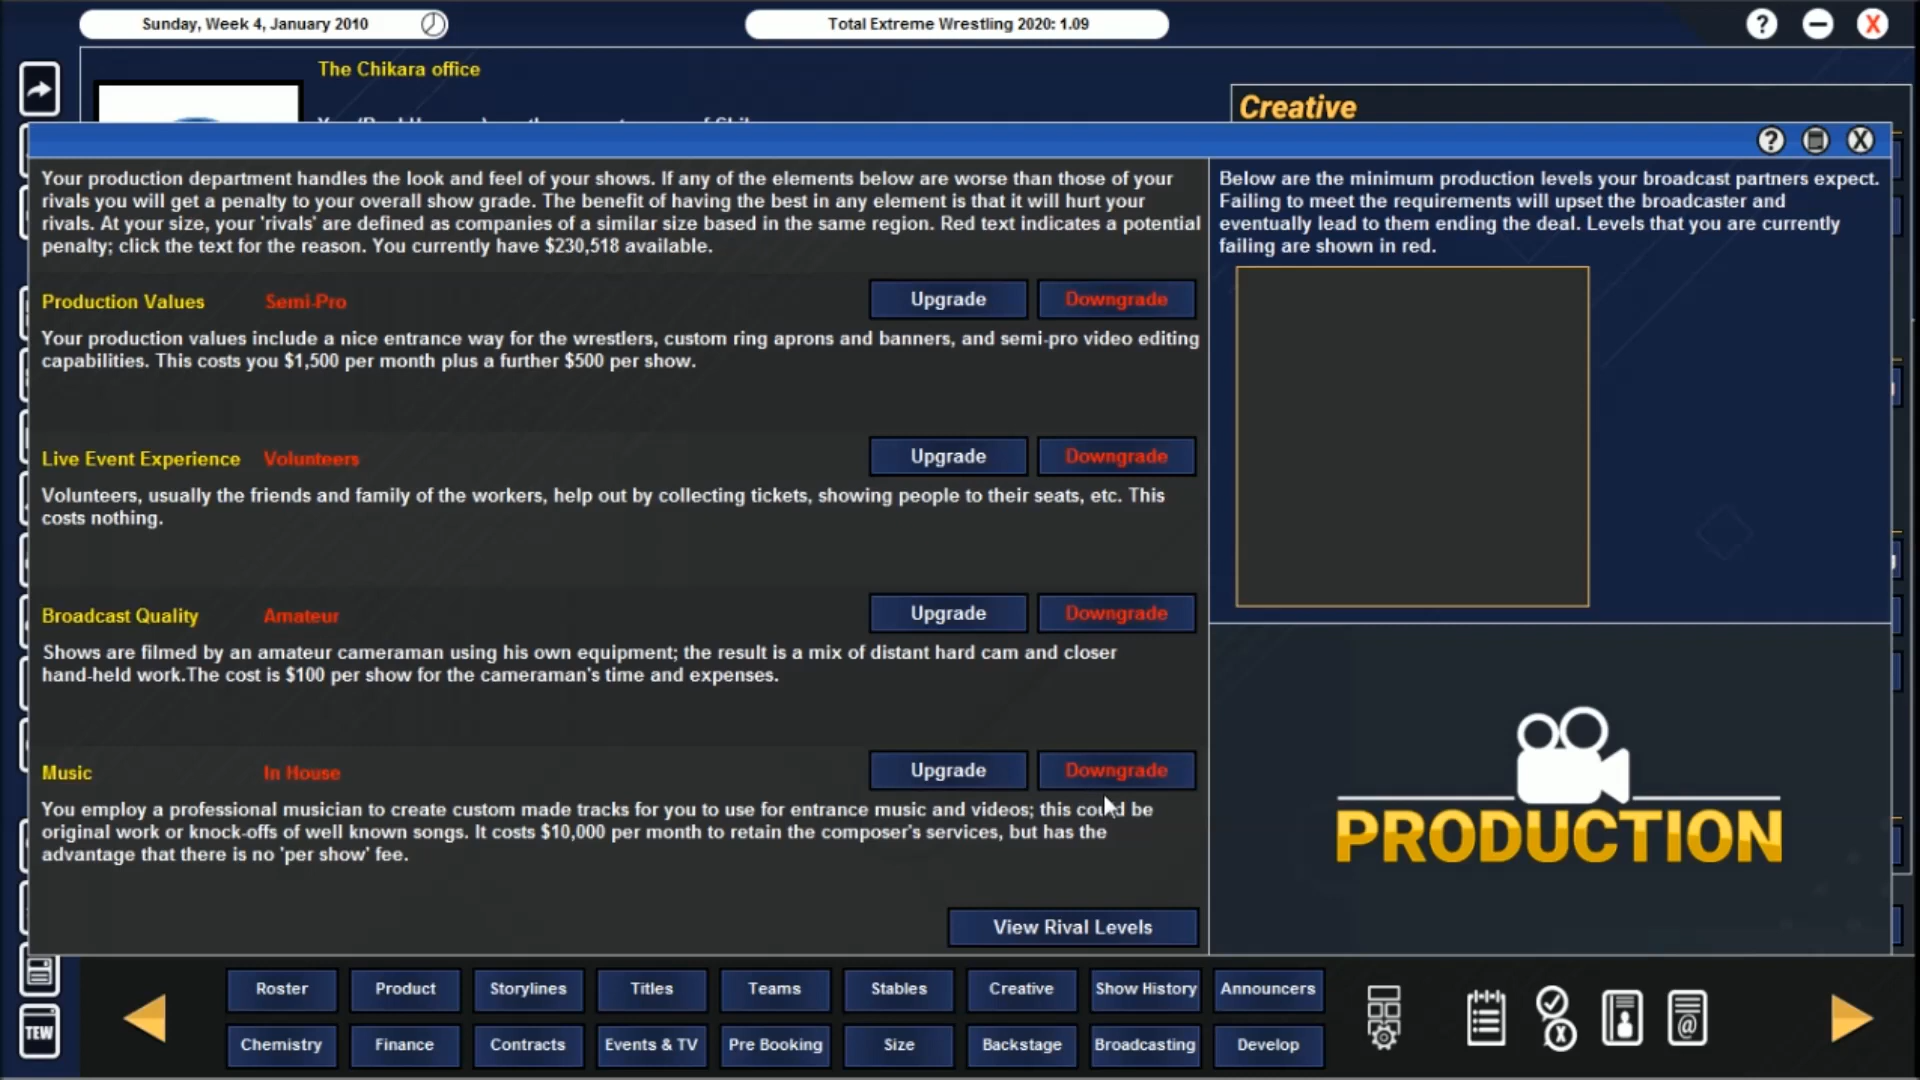 Sunday, Week 4, January 2010
Total Extreme Wrestling 2020: 1.09
?
X
The Chikara office
Creative
?
X
Your production department handles the look and feel of your shows. If any of the elements below are worse than those of your
rivals you will get a penalty to your overall show grade. The benefit of having the best in any element is that it will hurt your
rivals. At your size, your 'rivals' are defined as companies of a similar size based in the same region. Red text indicates a potential
penalty; click the text for the reason. You currently have $230,518 available.
Production Values Semi-Pro Upgrade Downgrade
Your production values include a nice entrance way for the wrestlers, custom ring aprons and banners, and semi-pro video editing
capabilities. This costs you $1,500 per month plus a further $500 per show.
Live Event Experience Volunteers Upgrade Downgrade
Volunteers, usually the friends and family of the workers, help out by collecting tickets, showing people to their seats, etc. This
costs nothing.
Broadcast Quality Amateur Upgrade Downgrade
Shows are filmed by an amateur cameraman using his own equipment; the result is a mix of distant hard cam and closer
hand-held work.The cost is $100 per show for the cameraman's time and expenses.
Music In House Upgrade Downgrade
You employ a professional musician to create custom made tracks for you to use for entrance music and videos; this could be
original work or knock-offs of well known songs. It costs $10,000 per month to retain the composer's services, but has the
advantage that there is no 'per show' fee.
View Rival Levels
Below are the minimum production levels your broadcast partners expect.
Failing to meet the requirements will upset the broadcaster and
eventually lead to them ending the deal. Levels that you are currently
failing are shown in red.
PRODUCTION
TEW
Roster Product Storylines Titles Teams Stables Creative Show History Announcers
Chemistry Finance Contracts Events & TV Pre Booking Size Backstage Broadcasting Develop